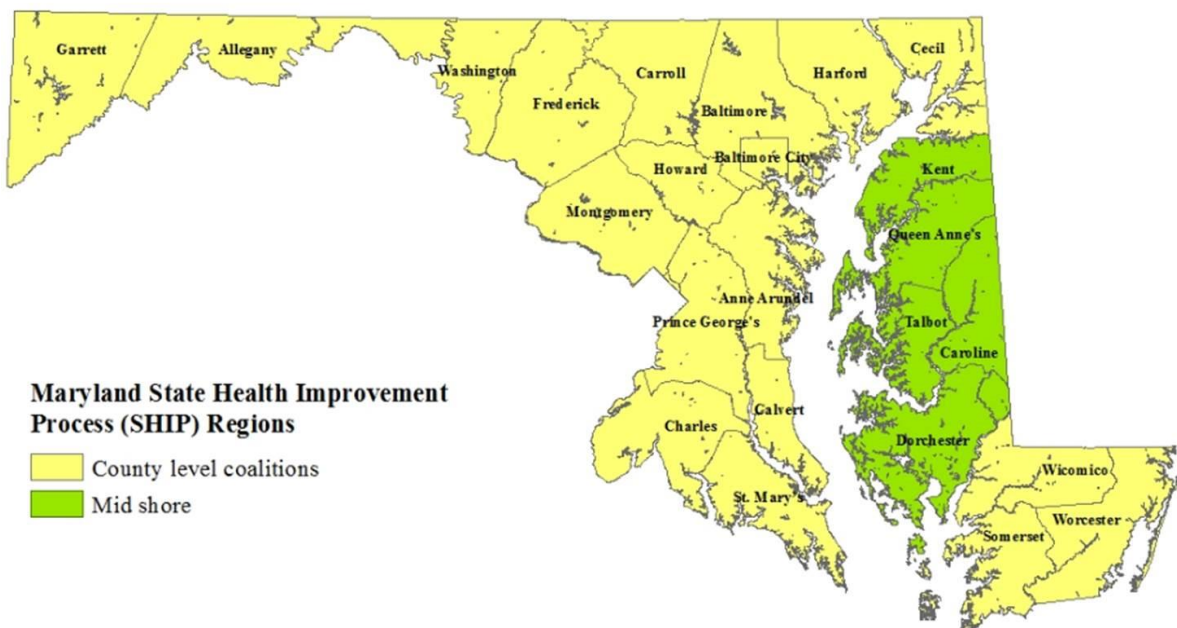 Garrett
Allegany
Washington
Frederick
Carroll
Baltimore
Harford
Cecil
Baltimore City
Howard
Montgomery
Kent
Queen Anne's
Anne Arundel
Prince George's
Talbot
Caroline
Maryland State Health Improvement
Process (SHIP) Regions
County level coalitions
Mid shore
Charles
Calvert
St. Mary's
Dorchester
Wicomico
Worcester
Somerset